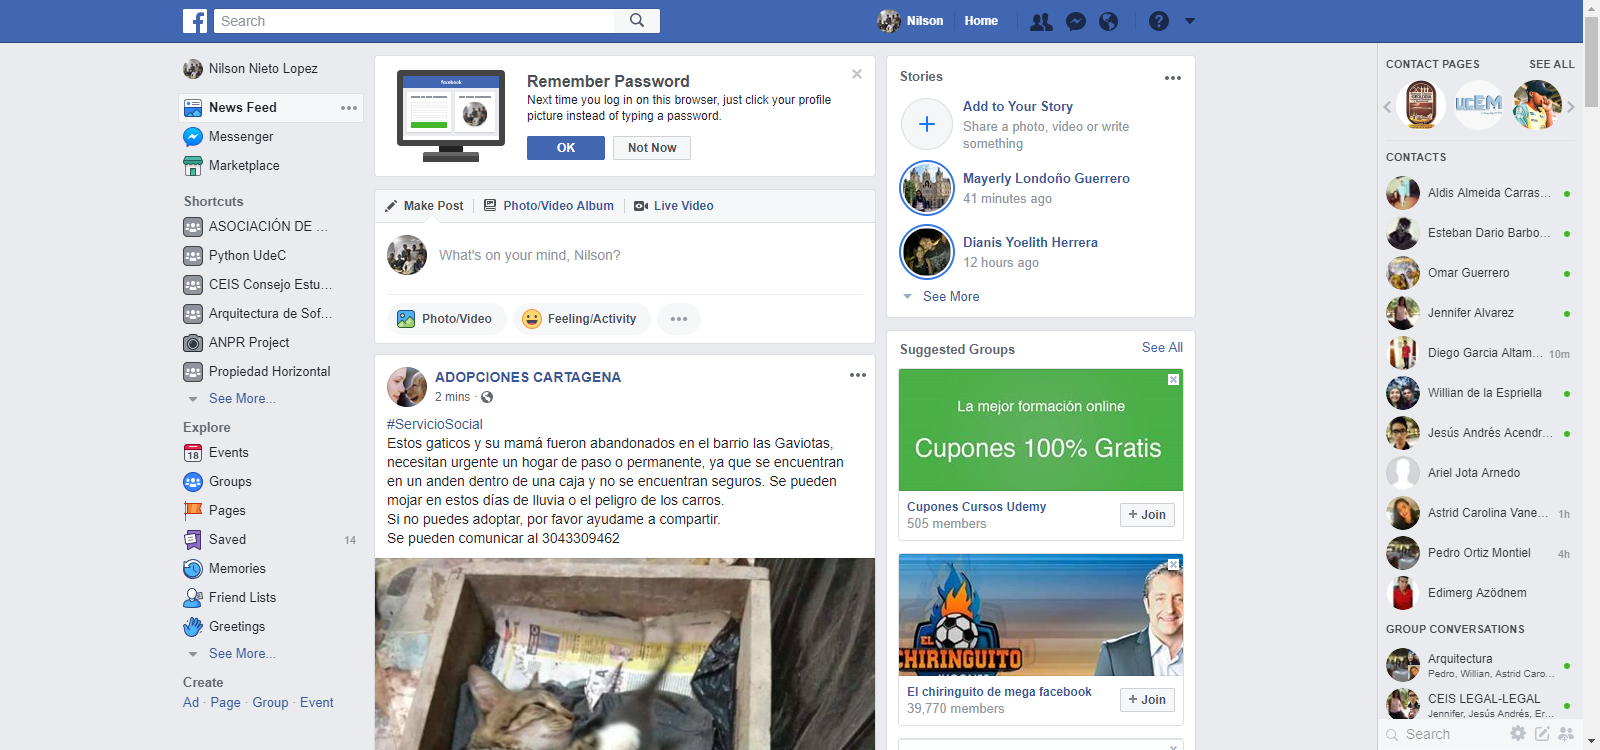 Search
Nilson
Home
Nilson Nieto Lopez
News Feed
Messenger
Marketplace
Shortcuts
ASOCIACIÓN DE ...
Python UdeC
CEIS Consejo Estu...
Arquitectura de Sof...
ANPR Project
Propiedad Horizontal
See More...
Explore
18
Events
Groups
Pages
Saved
14
Memories
Friend Lists
Greetings
See More...
Create
Ad · Page · Group · Event
facebook
Remember Password
Next time you log in on this browser, just click your profile
picture instead of typing a password.
OK
Not Now
Make Post
Photo/Video Album
Live Video
What's on your mind, Nilson?
Photo/Video
Feeling/Activity
ADOPCIONES CARTAGENA
2 mins ·
#ServicioSocial
Estos gaticos y su mamá fueron abandonados en el barrio las Gaviotas,
necesitan urgente un hogar de paso o permanente, ya que se encuentran
en un anden dentro de una caja y no se encuentran seguros. Se pueden
mojar en estos días de lluvia o el peligro de los carros.
Si no puedes adoptar, por favor ayudame a compartir.
Se pueden comunicar al 3043309462
Stories
Add to Your Story
Share a photo, video or write
something
Mayerly Londoño Guerrero
41 minutes ago
Dianis Yoelith Herrera
12 hours ago
See More
Suggested Groups
See All
La mejor formación online
Cupones 100% Gratis
Cupones Cursos Udemy
505 members
+ Join
EL
CHIRINGUITO
El chiringuito de mega facebook
39,770 members
+ Join
CONTACT PAGES
SEE ALL
UCEM
CONTACTS
Aldis Almeida Carras...
Esteban Dario Barbo...
Omar Guerrero
Jennifer Alvarez
Diego Garcia Altam...
10m
Willian de la Espriella
Jesús Andrés Acendr...
Ariel Jota Arnedo
Astrid Carolina Vane...
1h
Pedro Ortiz Montiel
4h
Edimerg Azödnem
GROUP CONVERSATIONS
Arquitectura
Pedro, Willian, Astrid Caro...
CEIS LEGAL-LEGAL
Jennifer, Jesús Andrés, Er...
Search